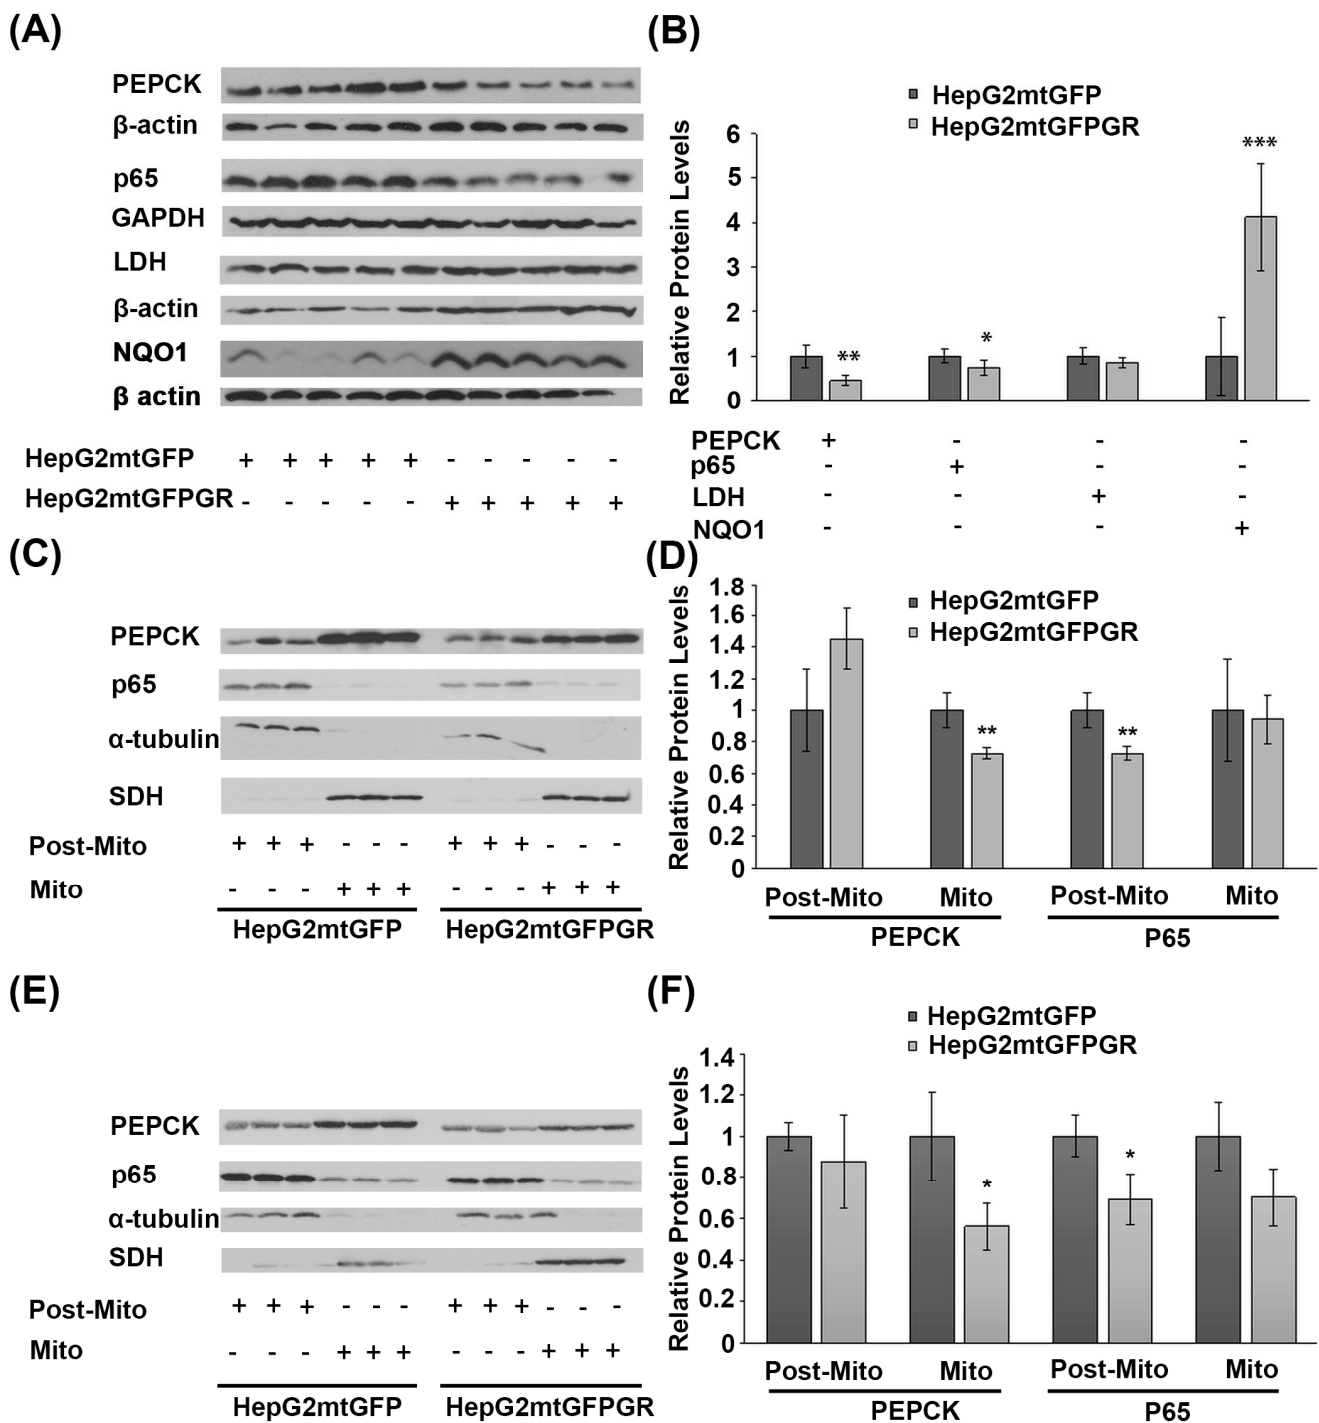 (A)
PEPCK
β-actin
p65
GAPDH
LDH
β-actin
NQO1
β actin
HepG2mtGFP + + + + + - - - - -
HepG2mtGFPGR - - - - - + + + + +
(B)
HepG2mtGFP
HepG2mtGFPGR
Relative Protein Levels
6
5
4
3
2
1
0
**
*
***
PEPCK + - - -
p65 - + - -
LDH - - + -
NQO1 - - - +
(C)
PEPCK
p65
α-tubulin
SDH
Post-Mito + + + - - - + + + - - -
Mito - - - + + + - - - + + +
HepG2mtGFP HepG2mtGFPGR
(D)
HepG2mtGFP
HepG2mtGFPGR
Relative Protein Levels
1.8
1.6
1.4
1.2
1
0.8
0.6
0.4
0.2
0
**
**
Post-Mito Mito Post-Mito Mito
PEPCK P65
(E)
PEPCK
p65
α-tubulin
SDH
Post-Mito + + + - - - + + + - - -
Mito - - - + + + - - - + + +
HepG2mtGFP HepG2mtGFPGR
(F)
HepG2mtGFP
HepG2mtGFPGR
Relative Protein Levels
1.4
1.2
1
0.8
0.6
0.4
0.2
0
*
*
Post-Mito Mito Post-Mito Mito
PEPCK P65